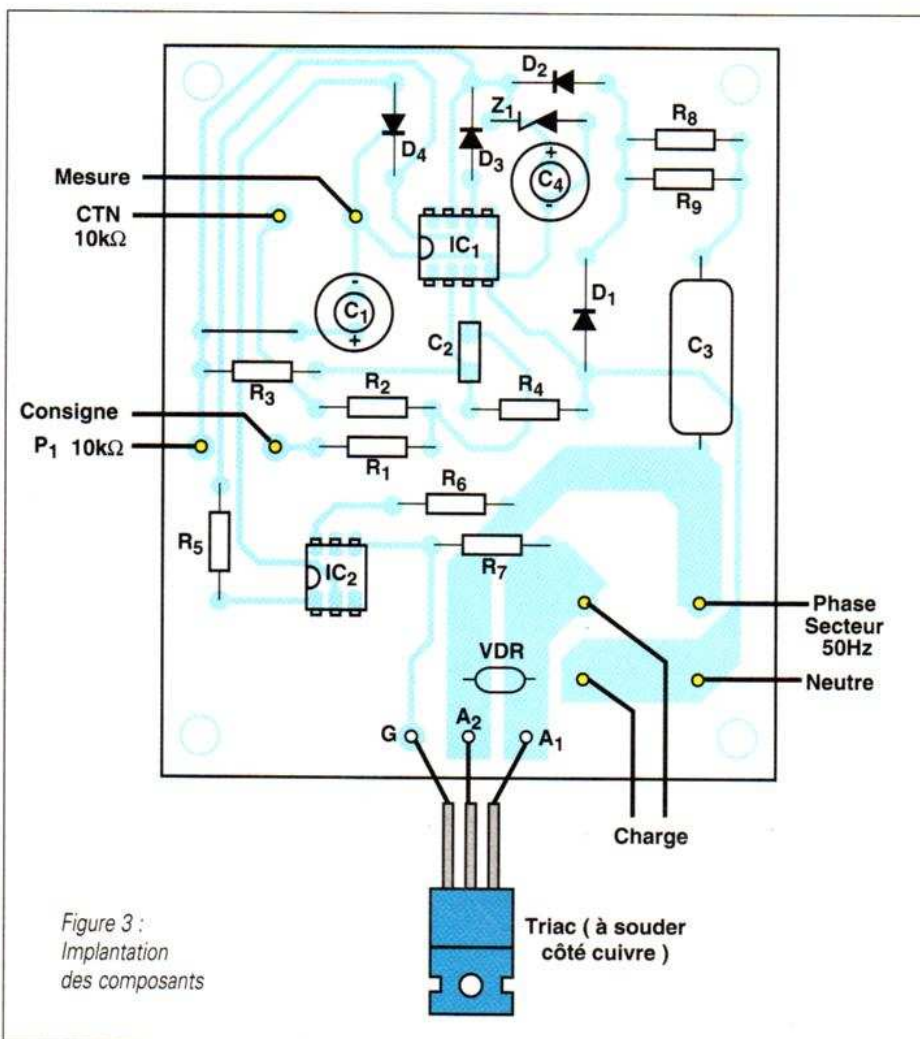 D2
Z1
R8
D4
D3
+
C4
-
R9
Mesure
CTN
10kΩ
IC1
D1
-
C1
+
C2
C3
R3
R2
R4
Consigne
P1 10kΩ
R1
R6
R5
IC2
R7
Phase
Secteur
50Hz
VDR
Neutre
G
A2
A1
Charge
Figure 3 :
Implantation
des composants
Triac ( à souder
côté cuivre )